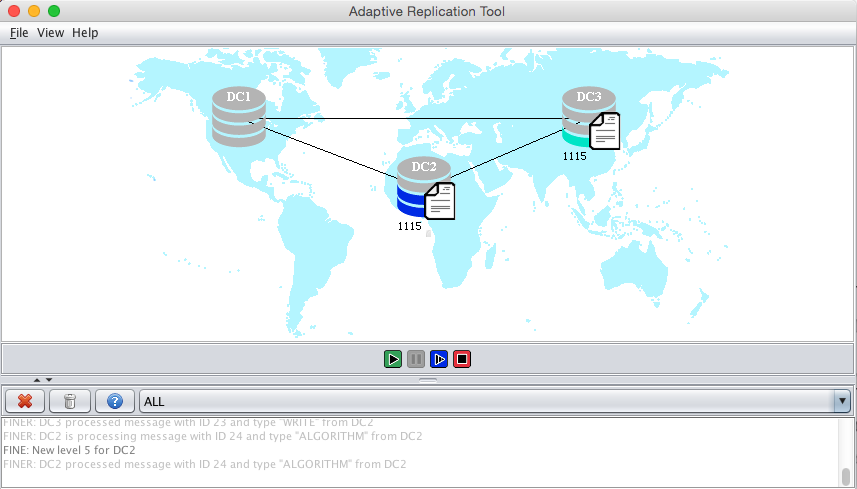 Adaptive Replication Tool
File View Help
DC1
DC3
1115
DC2
1115
ALL
FINER: DC3 processed message with ID 23 and type "WRITE" from DC2
FINER: DC2 is processing message with ID 24 and type "ALGORITHM" from DC2
FINE: New level 5 for DC2
FINER: DC2 processed message with ID 24 and type "ALGORITHM" from DC2